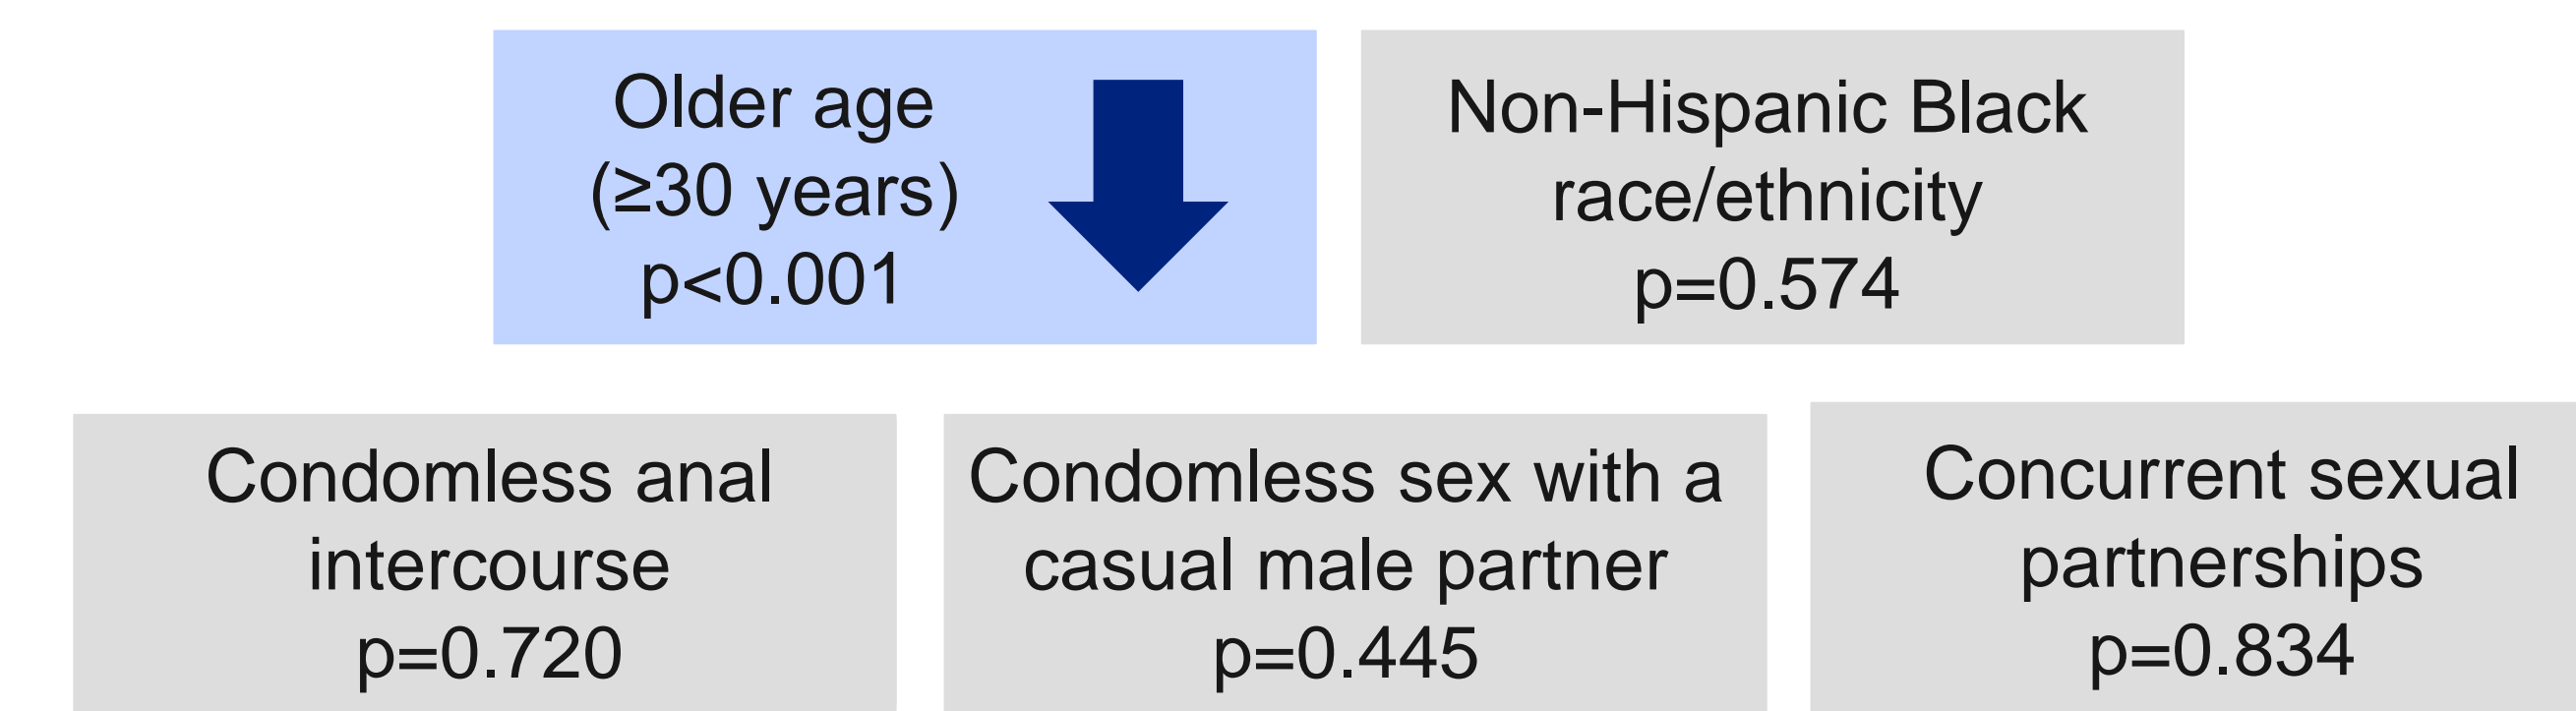 Older age
(≥30 years)
p<0.001
Non-Hispanic Black
race/ethnicity
p=0.574
Condomless anal
intercourse
p=0.720
Condomless sex with a
casual male partner
p=0.445
Concurrent sexual
partnerships
p=0.834